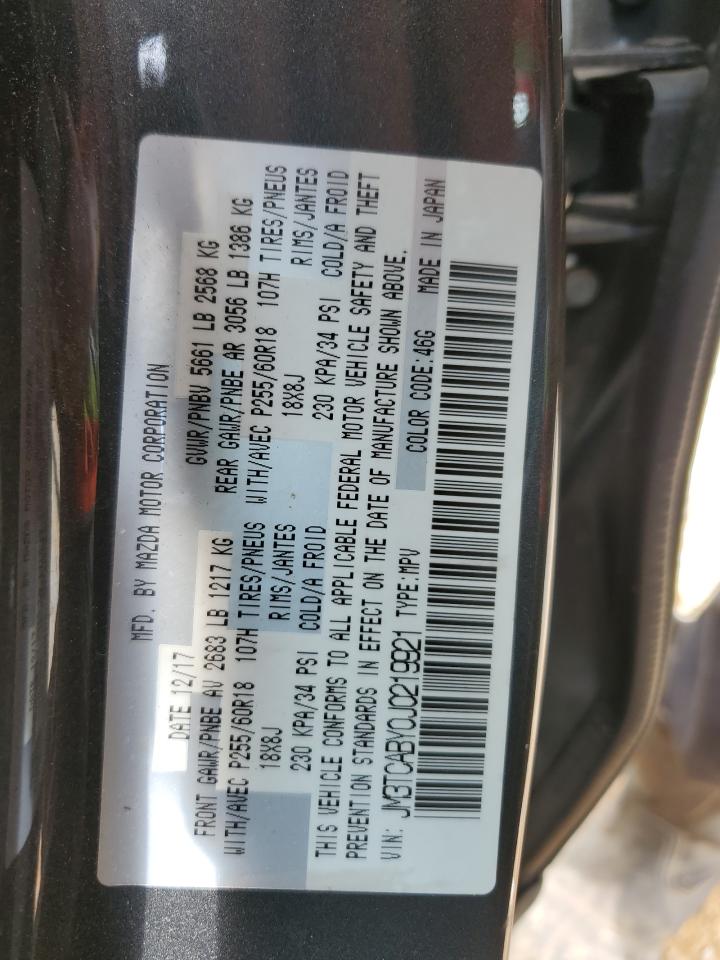 MFD. BY MAZDA MOTOR CORPORATION
DATE 12/17 GVWR/PNBV 5661 LB 2568 KG
FRONT GAWR/PNBE AV 2683 LB 1217 KG REAR GAWR/PNBE AR 3056 LB 1386 KG
WITH/AVEC P255/60R18 107H TIRES/PNEUS WITH/AVEC P255/60R18 107H TIRES/PNEUS
18X8J RIMS/JANTES 18X8J RIMS/JANTES
230 KPA/34 PSI COLD/A FROID 230 KPA/34 PSI COLD/A FROID
THIS VEHICLE CONFORMS TO ALL APPLICABLE FEDERAL MOTOR VEHICLE SAFETY AND THEFT
PREVENTION STANDARDS IN EFFECT ON THE DATE OF MANUFACTURE SHOWN ABOVE.
VIN: JM3TCABY0J0219921 TYPE:MPV COLOR CODE:46G MADE IN JAPAN